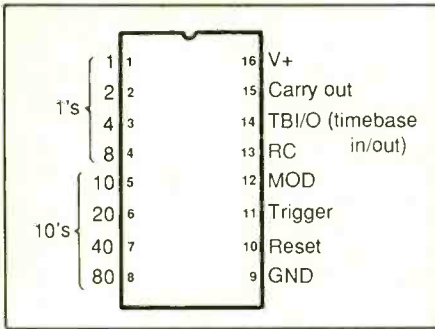 1 1 16 V+
2 2 15 Carry out
1's
4 3 14 TBI/O (timebase
in/out)
8 4 13 RC
10 5 12 MOD
20 6 11 Trigger
10's
40 7 10 Reset
80 8 9 GND